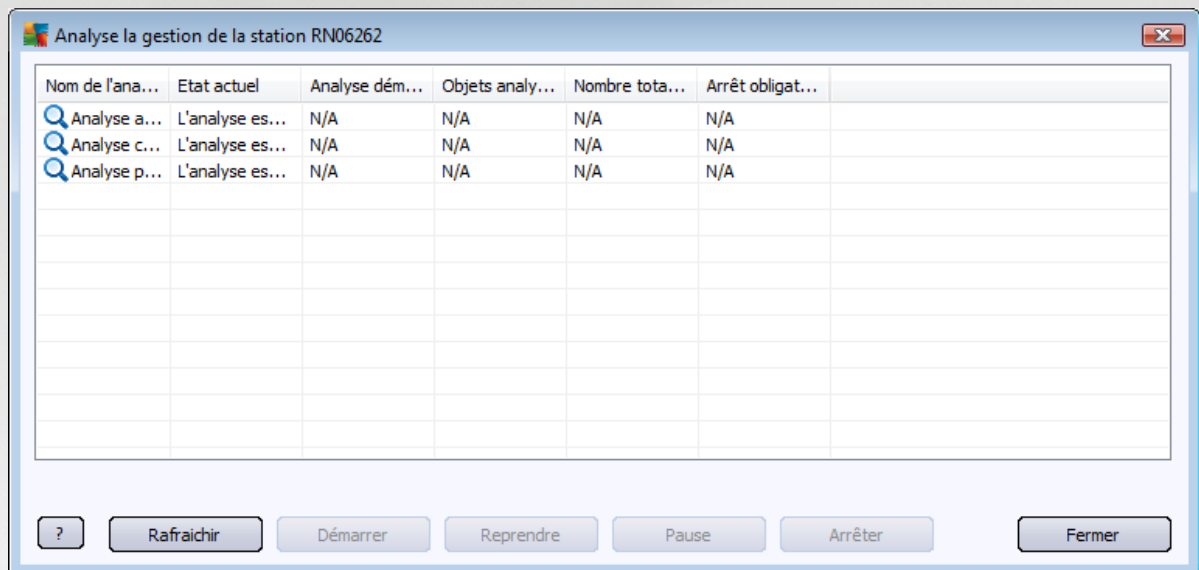 Analyse la gestion de la station RN06262
Nom de l'ana... Etat actuel Analyse dém... Objets analy... Nombre tota... Arrêt obligat...
Analyse a... L'analyse es... N/A N/A N/A N/A
Analyse c... L'analyse es... N/A N/A N/A N/A
Analyse p... L'analyse es... N/A N/A N/A N/A
? Rafraichir Démarrer Reprendre Pause Arrêter Fermer